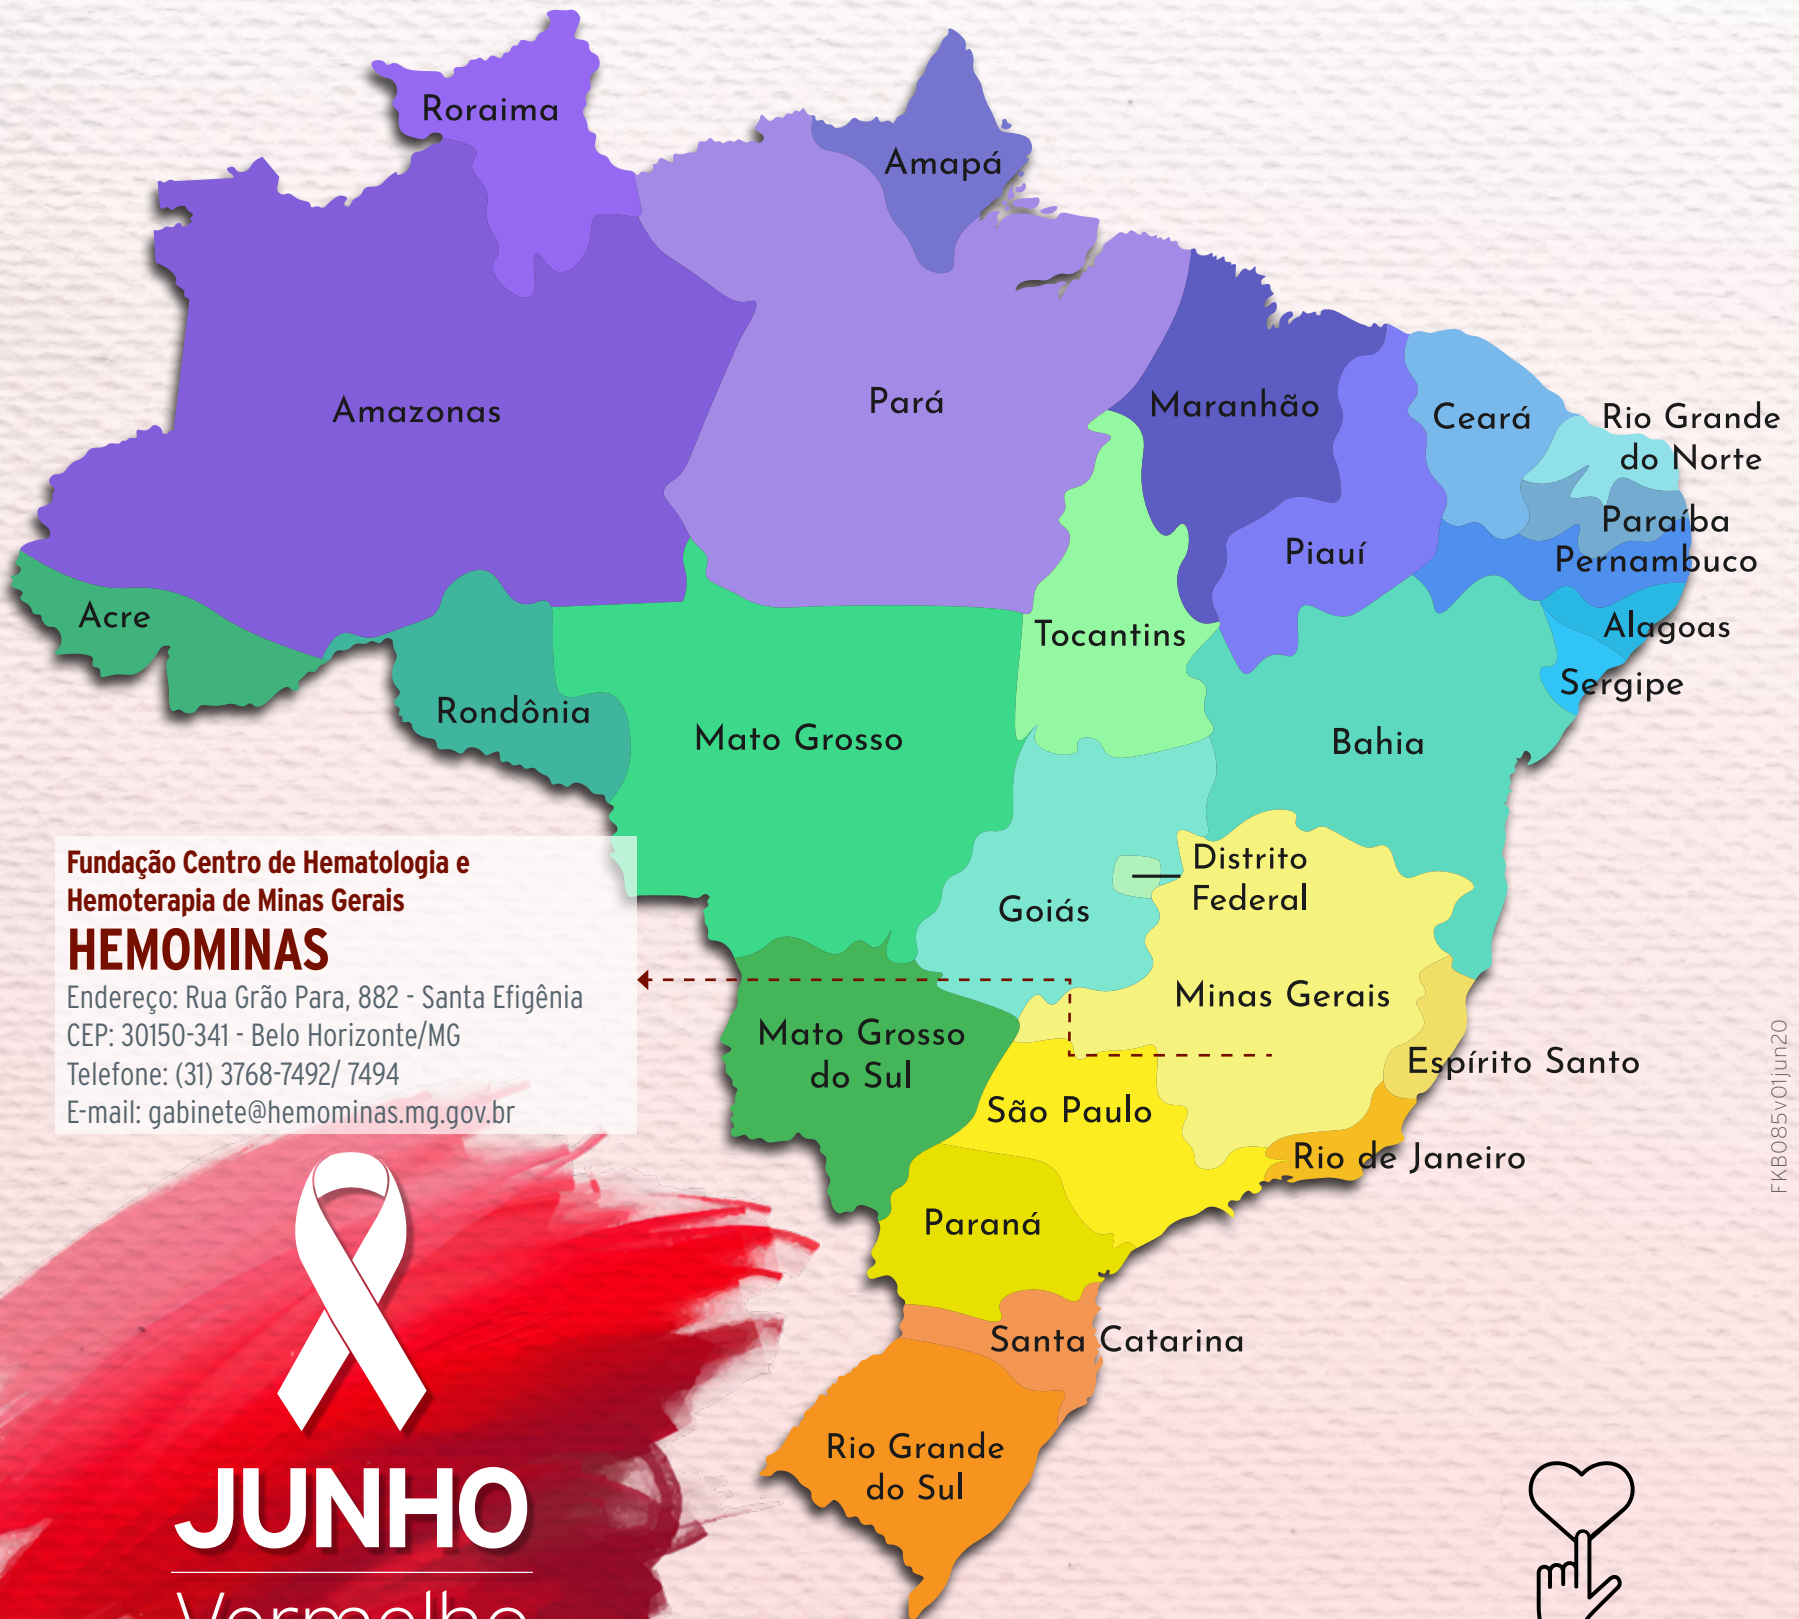 Roraima
Amapá
Amazonas
Pará
Maranhão
Ceará
Rio Grande
do Norte
Paraíba
Piauí
Pernambuco
Acre
Tocantins
Alagoas
Sergipe
Rondônia
Mato Grosso
Bahia
Distrito
Federal
Goiás
Minas Gerais
Fundação Centro de Hematologia e
Hemoterapia de Minas Gerais
HEMOMINAS
Endereço: Rua Grão Para, 882 - Santa Efigênia
CEP: 30150-341 - Belo Horizonte/MG
Telefone: (31) 3768-7492/ 7494
E-mail: gabinete@hemominas.mg.gov.br
Mato Grosso
do Sul
Espírito Santo
São Paulo
Rio de Janeiro
Paraná
Santa Catarina
Rio Grande
do Sul
FKB085v01jun20
JUNHO
Vermelho